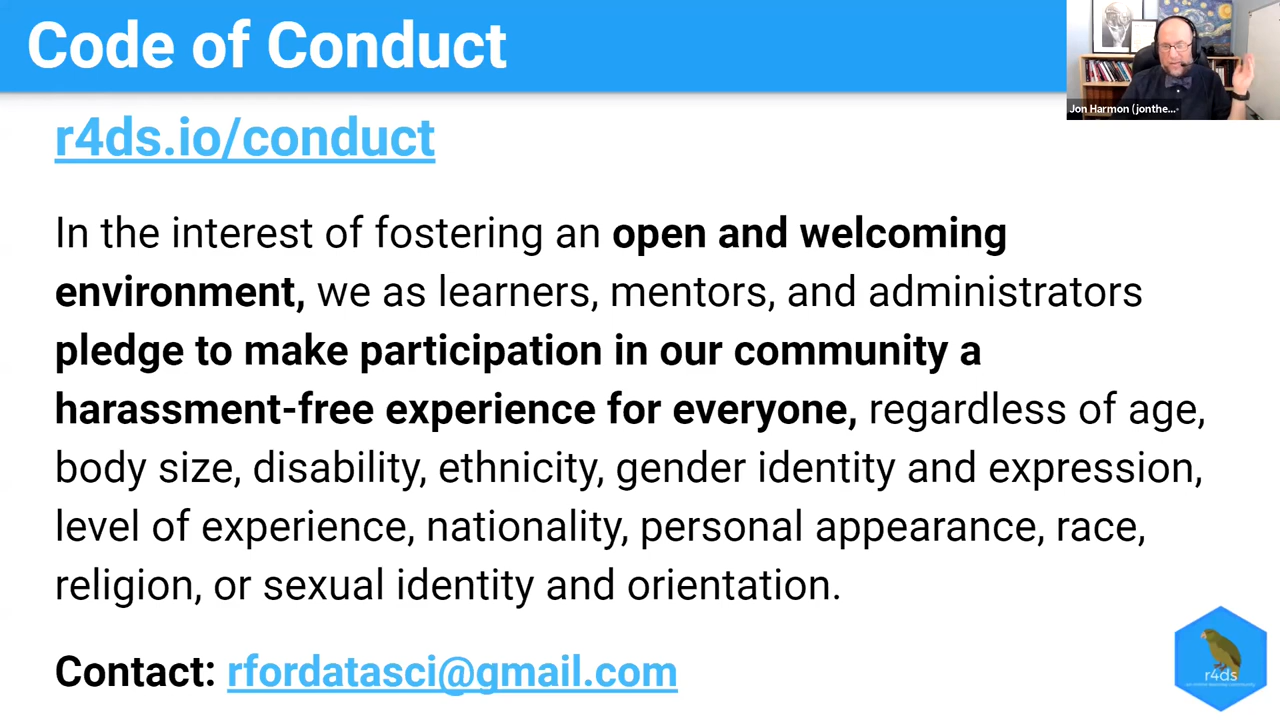 Code of Conduct
Jon Harmon (jonthe...
r4ds.io/conduct
In the interest of fostering an open and welcoming
environment, we as learners, mentors, and administrators
pledge to make participation in our community a
harassment-free experience for everyone, regardless of age,
body size, disability, ethnicity, gender identity and expression,
level of experience, nationality, personal appearance, race,
religion, or sexual identity and orientation.
Contact: rfordatasci@gmail.com
r4ds